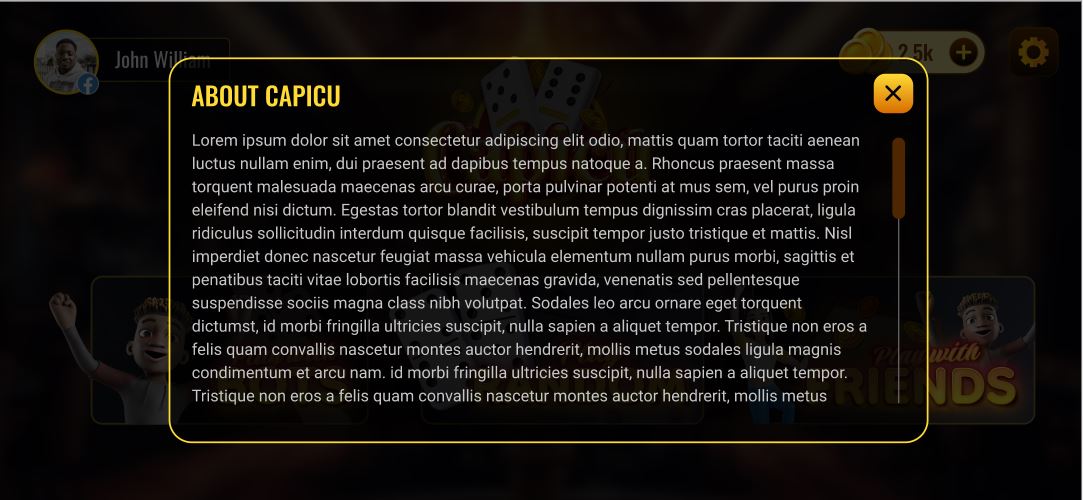 John William
2.5k
ABOUT CAPICU
Lorem ipsum dolor sit amet consectetur adipiscing elit odio, mattis quam tortor taciti aenean
luctus nullam enim, dui praesent ad dapibus tempus natoque a. Rhoncus praesent massa
torquent malesuada maecenas arcu curae, porta pulvinar potenti at mus sem, vel purus proin
eleifend nisi dictum. Egestas tortor blandit vestibulum tempus dignissim cras placerat, ligula
ridiculus sollicitudin interdum quisque facilisis, suscipit tempor justo tristique et mattis. Nisl
imperdiet donec nascetur feugiat massa vehicula elementum nullam purus morbi, sagittis et
penatibus taciti vitae lobortis facilisis maecenas gravida, venenatis sed pellentesque
suspendisse sociis magna class nibh volutpat. Sodales leo arcu ornare eget torquent
dictumst, id morbi fringilla ultricies suscipit, nulla sapien a aliquet tempor. Tristique non eros a
felis quam convallis nascetur montes auctor hendrerit, mollis metus sodales ligula magnis
condimentum et arcu nam. id morbi fringilla ultricies suscipit, nulla sapien a aliquet tempor.
Tristique non eros a felis quam convallis nascetur montes auctor hendrerit, mollis metus
Play with
FRIENDS